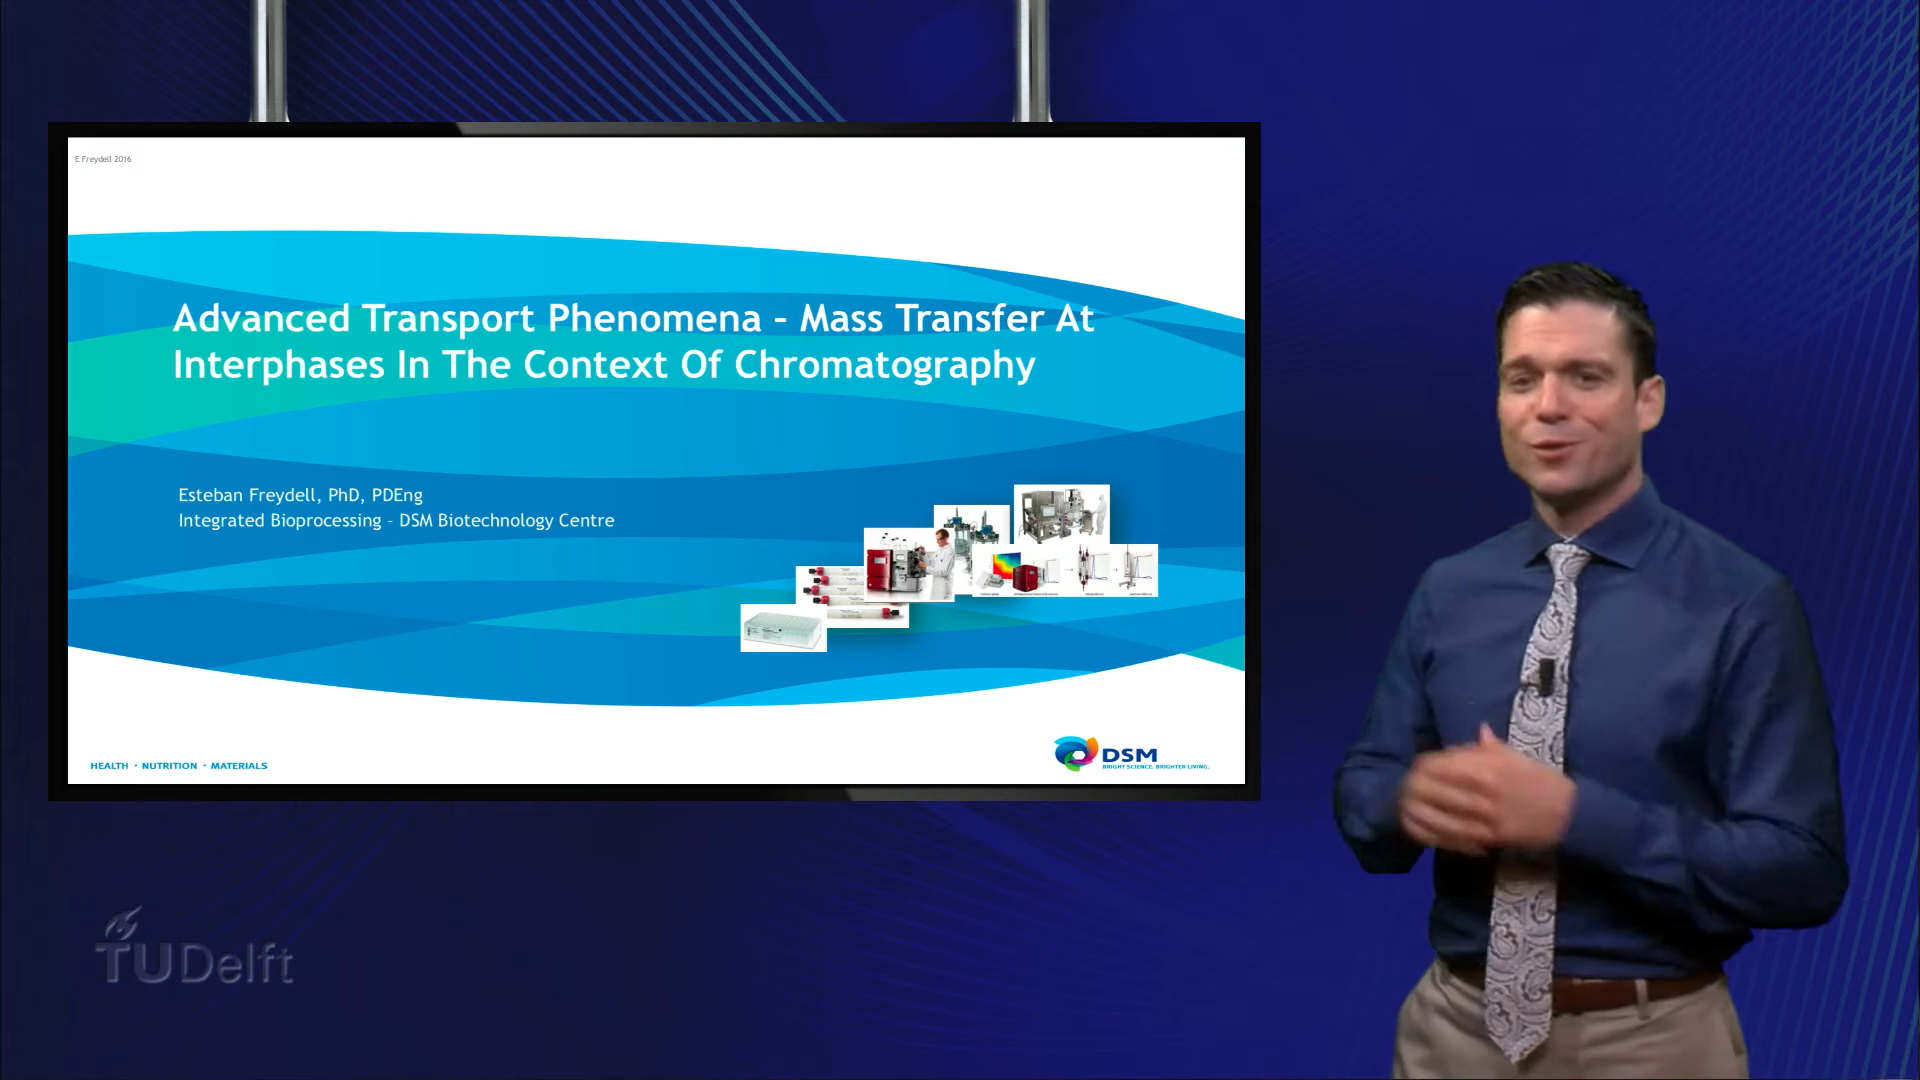 E Freydell 2016
Advanced Transport Phenomena – Mass Transfer At
Interphases In The Context Of Chromatography
Esteban Freydell, PhD, PDEng
Integrated Bioprocessing – DSM Biotechnology Centre
HEALTH · NUTRITION · MATERIALS
DSM
BRIGHT SCIENCE. BRIGHTER LIVING.
TUDelft